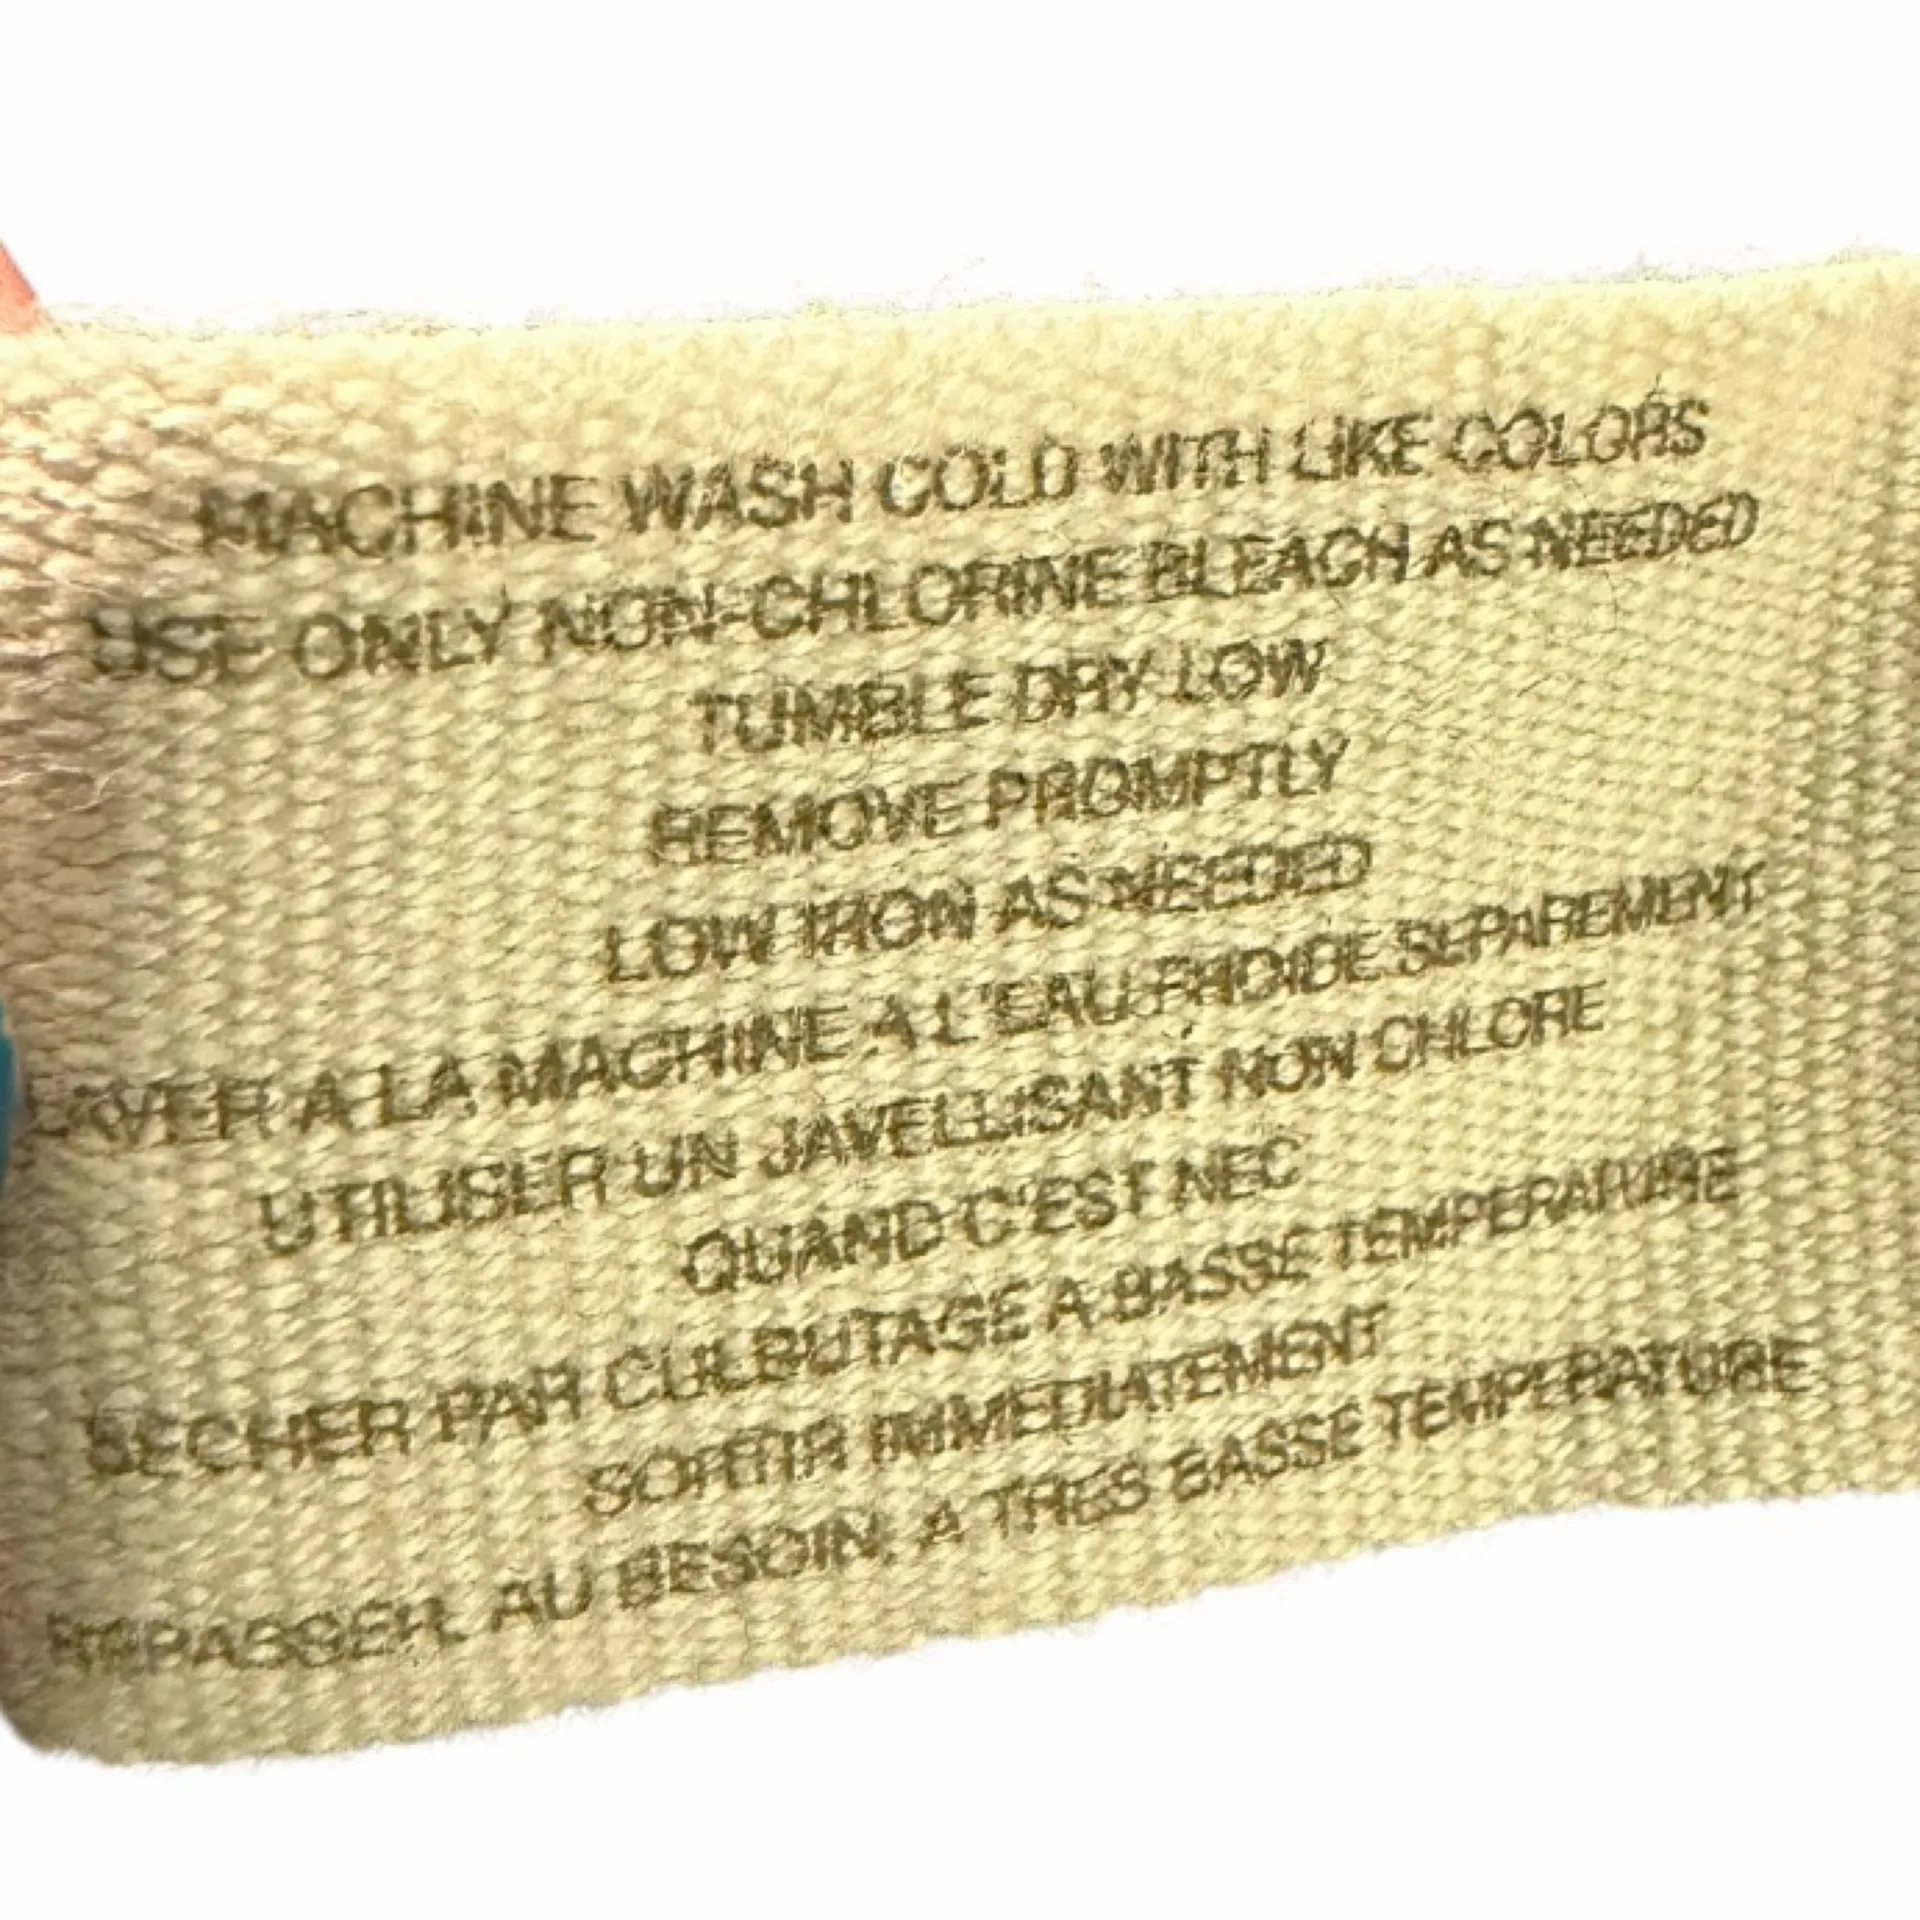 MACHINE WASH COLD WITH LIKE COLORS
USE ONLY NON-CHLORINE BLEACH AS NEEDED
TUMBLE DRY LOW
REMOVE PROMPTLY
LOW IRON AS NEEDED
LAVER A LA MACHINE A L'EAU FROIDE SEPAREMENT
UTILISER UN JAVELLISANT NON CHLORE
QUAND C'EST NEC
SECHER PAR CULBUTAGE A BASSE TEMPERATURE
SORTIR IMMEDIATEMENT
REPASSER, AU BESOIN, A TRES BASSE TEMPERATURE